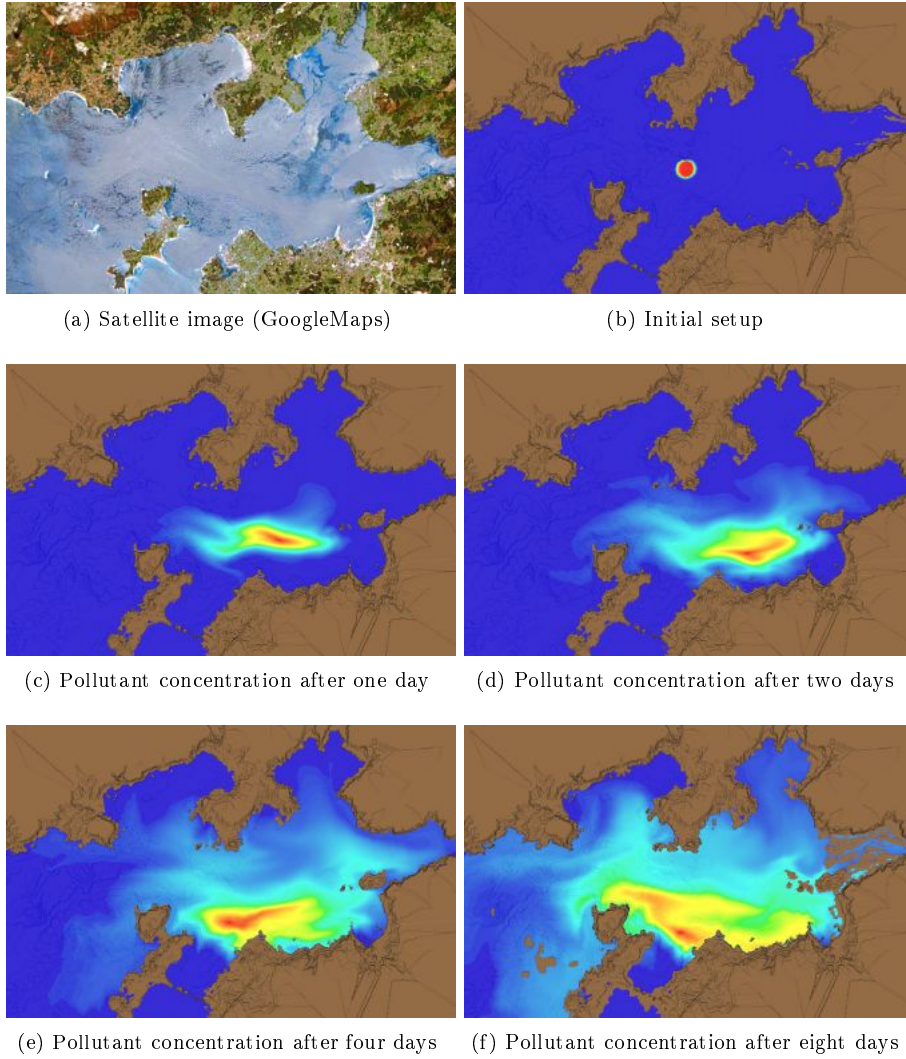 (a) Satellite image (GoogleMaps)
(b) Initial setup
(c) Pollutant concentration after one day
(d) Pollutant concentration after two days
(e) Pollutant concentration after four days
(f) Pollutant concentration after eight days